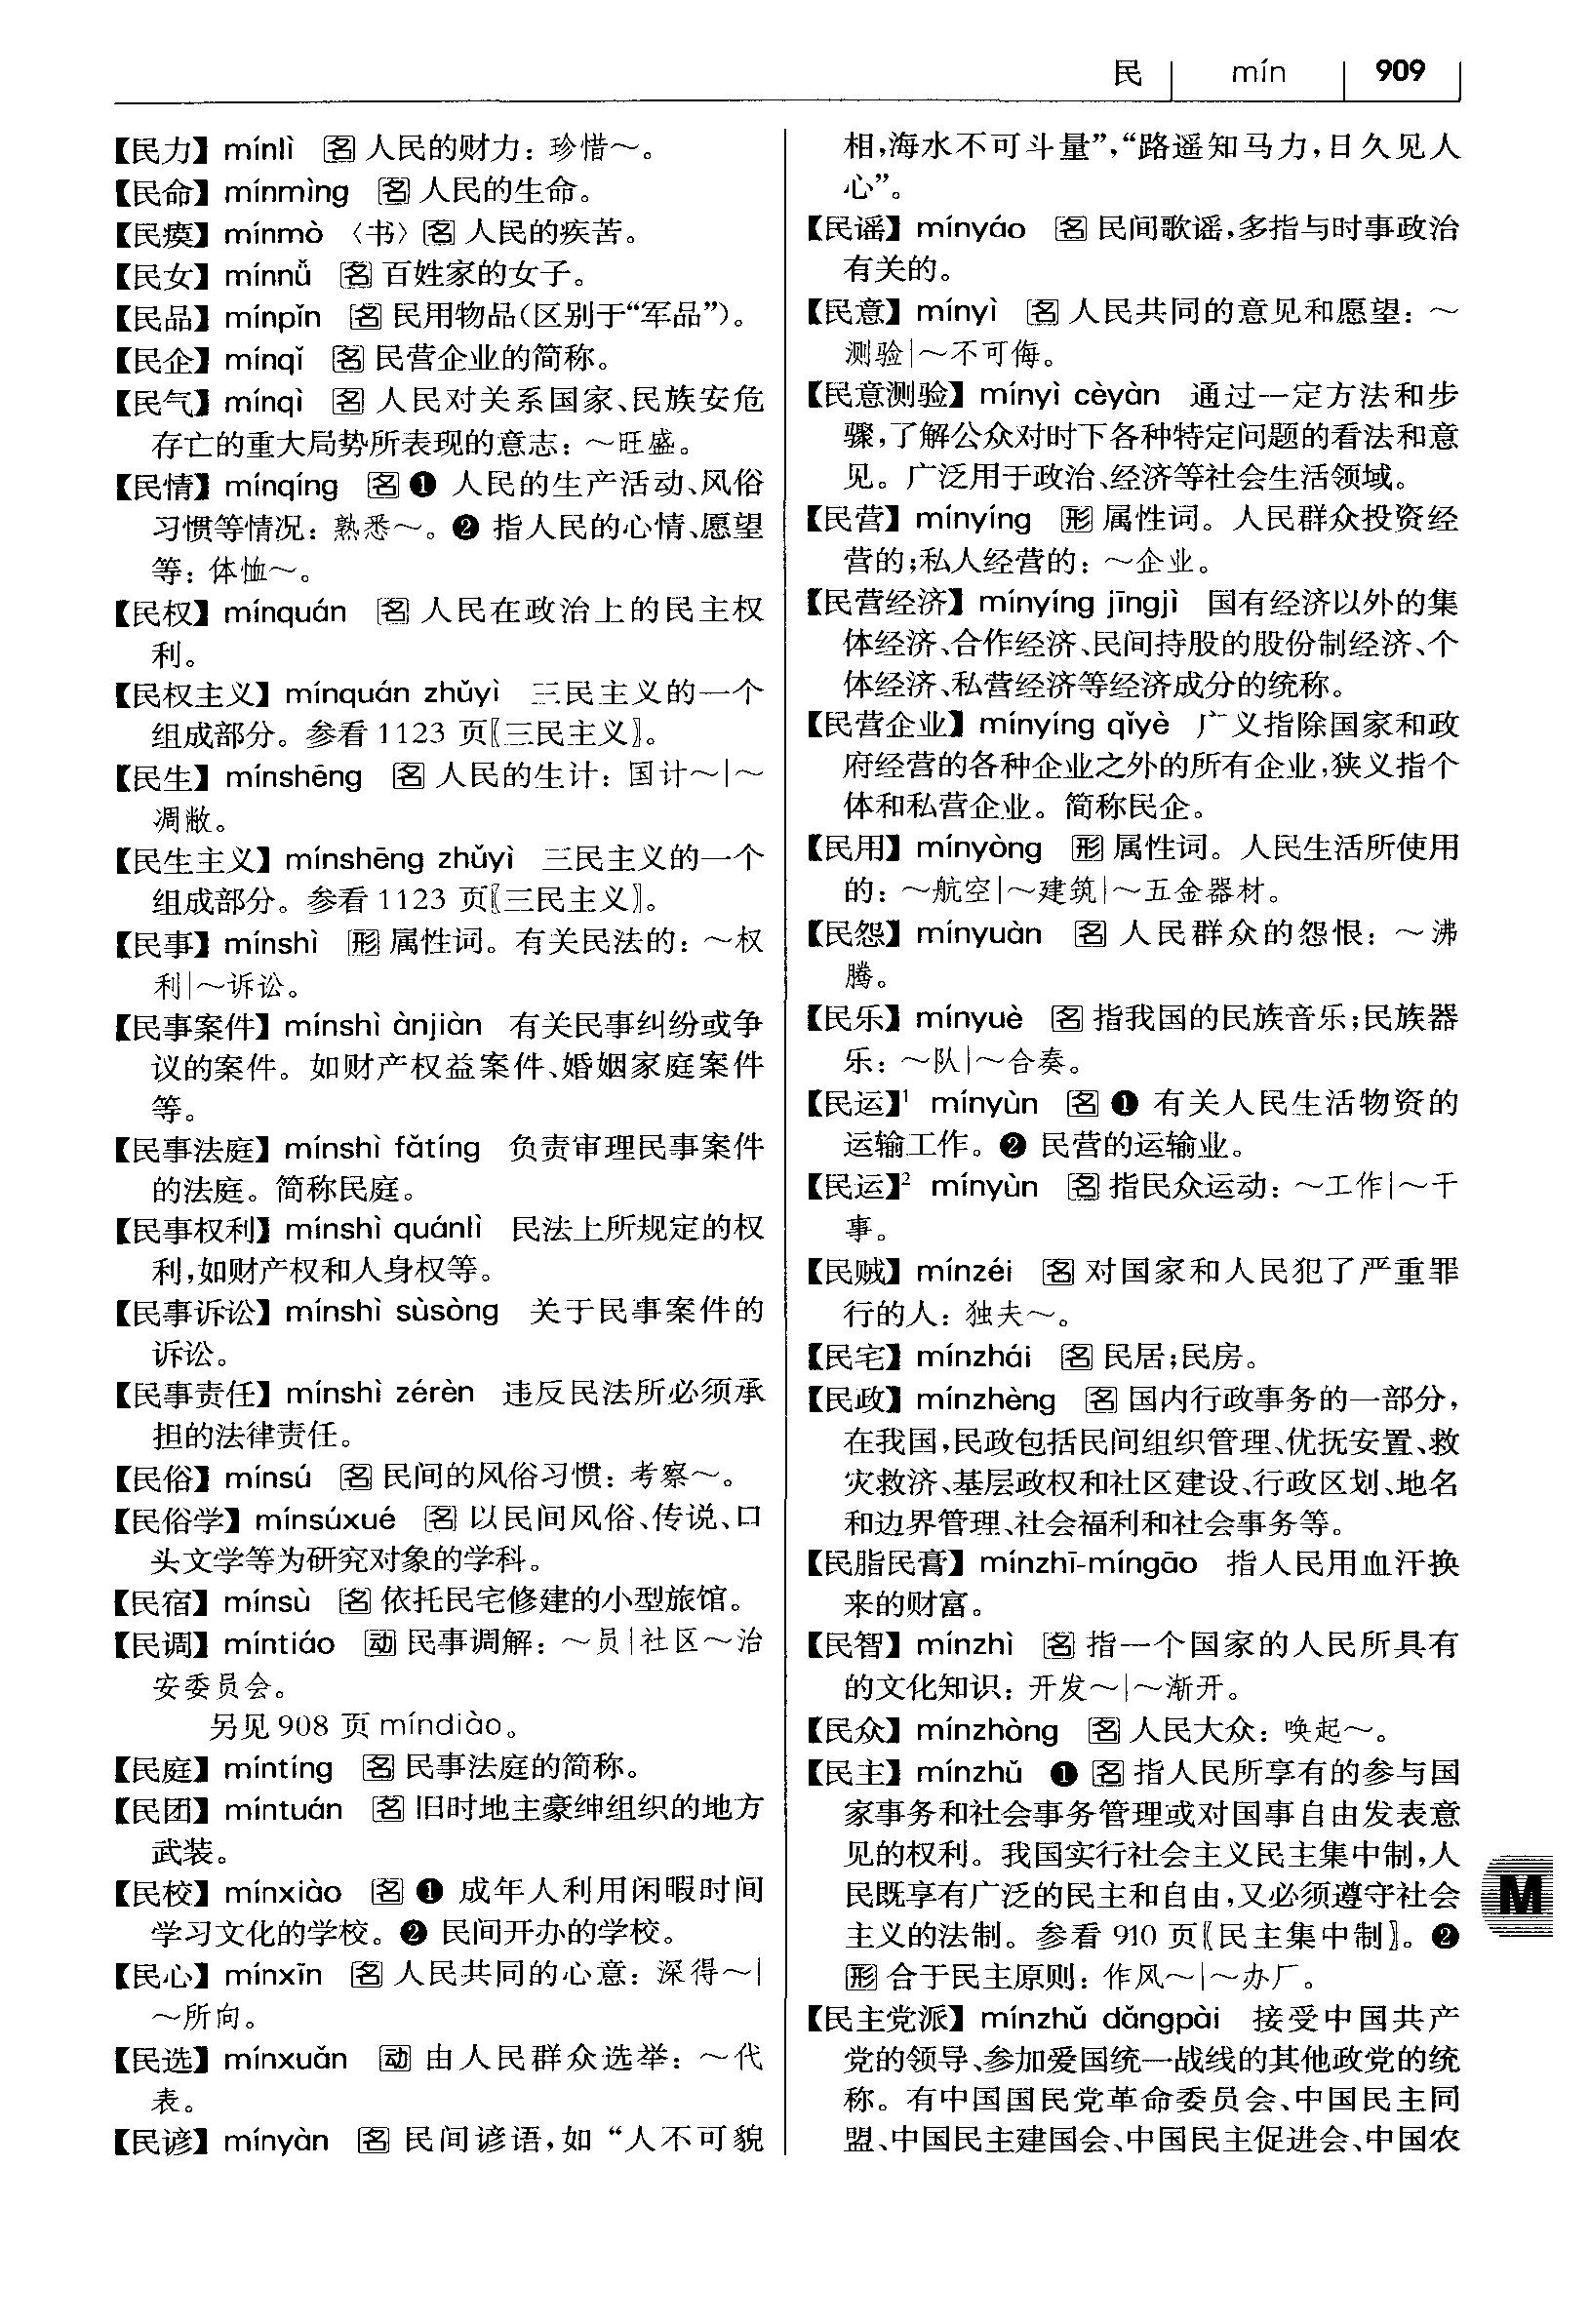 民 mín 909
【民力】mínlì 名 人民的财力：珍惜～。
【民命】mínmìng 名 人民的生命。
【民瘼】mínmò 〈书〉名 人民的疾苦。
【民女】mínnǚ 名 百姓家的女子。
【民品】mínpǐn 名 民用物品(区别于“军品”)。
【民企】mínqǐ 名 民营企业的简称。
【民气】mínqì 名 人民对关系国家、民族安危
存亡的重大局势所表现的意志：～旺盛。
【民情】mínqíng 名 ❶ 人民的生产活动、风俗
习惯等情况：熟悉～。❷ 指人民的心情、愿望
等：体恤～。
【民权】mínquán 名 人民在政治上的民主权
利。
【民权主义】mínquán zhǔyì 三民主义的一个
组成部分。参看 1123 页〖三民主义〗。
【民生】mínshēng 名 人民的生计：国计～|～
凋敝。
【民生主义】mínshēng zhǔyì 三民主义的一个
组成部分。参看 1123 页〖三民主义〗。
【民事】mínshì 形 属性词。有关民法的：～权
利|～诉讼。
【民事案件】mínshì ànjiàn 有关民事纠纷或争
议的案件。如财产权益案件、婚姻家庭案件
等。
【民事法庭】mínshì fǎtíng 负责审理民事案件
的法庭。简称民庭。
【民事权利】mínshì quánlì 民法上所规定的权
利，如财产权和人身权等。
【民事诉讼】mínshì sùsòng 关于民事案件的
诉讼。
【民事责任】mínshì zérèn 违反民法所必须承
担的法律责任。
【民俗】mínsú 名 民间的风俗习惯：考察～。
【民俗学】mínsúxué 名 以民间风俗、传说、口
头文学等为研究对象的学科。
【民宿】mínsù 名 依托民宅修建的小型旅馆。
【民调】míntiáo 动 民事调解：～员|社区～治
安委员会。
另见 908 页 míndiào。
【民庭】míntíng 名 民事法庭的简称。
【民团】míntuán 名 旧时地主豪绅组织的地方
武装。
【民校】mínxiào 名 ❶ 成年人利用闲暇时间
学习文化的学校。❷ 民间开办的学校。
【民心】mínxīn 名 人民共同的心意：深得～|
～所向。
【民选】mínxuǎn 动 由人民群众选举：～代
表。
【民谚】mínyàn 名 民间谚语，如“人不可貌
相，海水不可斗量”，“路遥知马力，日久见人
心”。
【民谣】mínyáo 名 民间歌谣，多指与时事政治
有关的。
【民意】mínyì 名 人民共同的意见和愿望：～
测验|～不可侮。
【民意测验】mínyì cèyàn 通过一定方法和步
骤，了解公众对时下各种特定问题的看法和意
见。广泛用于政治、经济等社会生活领域。
【民营】mínyíng 形 属性词。人民群众投资经
营的；私人经营的：～企业。
【民营经济】mínyíng jīngjì 国有经济以外的集
体经济、合作经济、民间持股的股份制经济、个
体经济、私营经济等经济成分的统称。
【民营企业】mínyíng qǐyè 广义指除国家和政
府经营的各种企业之外的所有企业，狭义指个
体和私营企业。简称民企。
【民用】mínyòng 形 属性词。人民生活所使用
的：～航空|～建筑|～五金器材。
【民怨】mínyuàn 名 人民群众的怨恨：～沸
腾。
【民乐】mínyuè 名 指我国的民族音乐；民族器
乐：～队|～合奏。
【民运】¹ mínyùn 名 ❶ 有关人民生活物资的
运输工作。❷ 民营的运输业。
【民运】² mínyùn 名 指民众运动：～工作|～干
事。
【民贼】mínzéi 名 对国家和人民犯了严重罪
行的人：独夫～。
【民宅】mínzhái 名 民居；民房。
【民政】mínzhèng 名 国内行政事务的一部分，
在我国，民政包括民间组织管理、优抚安置、救
灾救济、基层政权和社区建设、行政区划、地名
和边界管理、社会福利和社会事务等。
【民脂民膏】mínzhī-míngāo 指人民用血汗换
来的财富。
【民智】mínzhì 名 指一个国家的人民所具有
的文化知识：开发～|～渐开。
【民众】mínzhòng 名 人民大众：唤起～。
【民主】mínzhǔ ❶ 名 指人民所享有的参与国
家事务和社会事务管理或对国事自由发表意
见的权利。我国实行社会主义民主集中制，人
民既享有广泛的民主和自由，又必须遵守社会
主义的法制。参看 910 页〖民主集中制〗。❷
形 合于民主原则：作风～|～办厂。
【民主党派】mínzhǔ dǎngpài 接受中国共产
党的领导、参加爱国统一战线的其他政党的统
称。有中国国民党革命委员会、中国民主同
盟、中国民主建国会、中国民主促进会、中国农
M